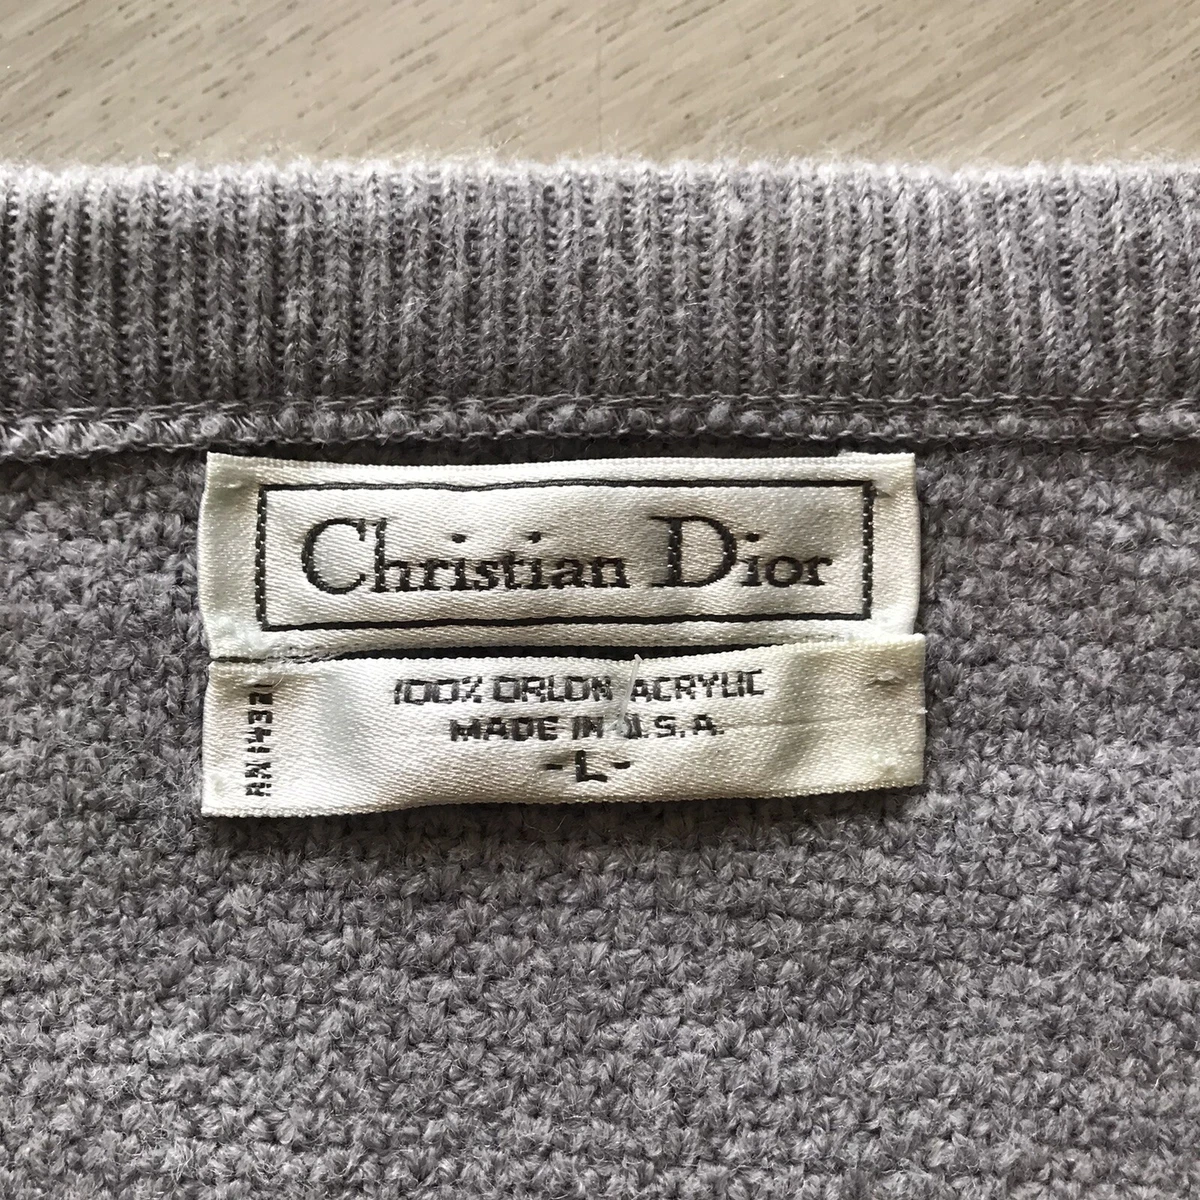 Christian Dior
100% ORLON ACRYLIC
MADE IN U.S.A.
-L-